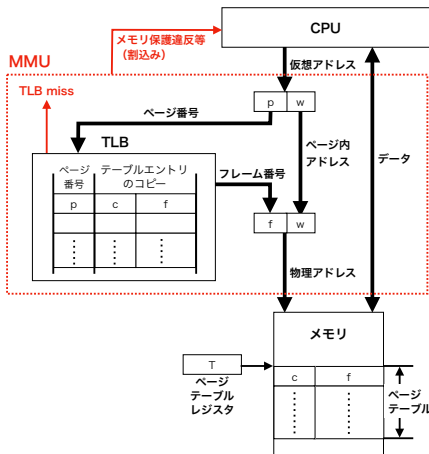 CPU
メモリ保護違反等
（割込み）
MMU
仮想アドレス
TLB miss
p w
ページ番号
TLB
ページ内
アドレス
データ
ページ
番号
テーブルエントリ
のコピー
フレーム番号
p c f
f w
物理アドレス
メモリ
T
ページ
テーブル
レジスタ
c f
ページ
テーブル